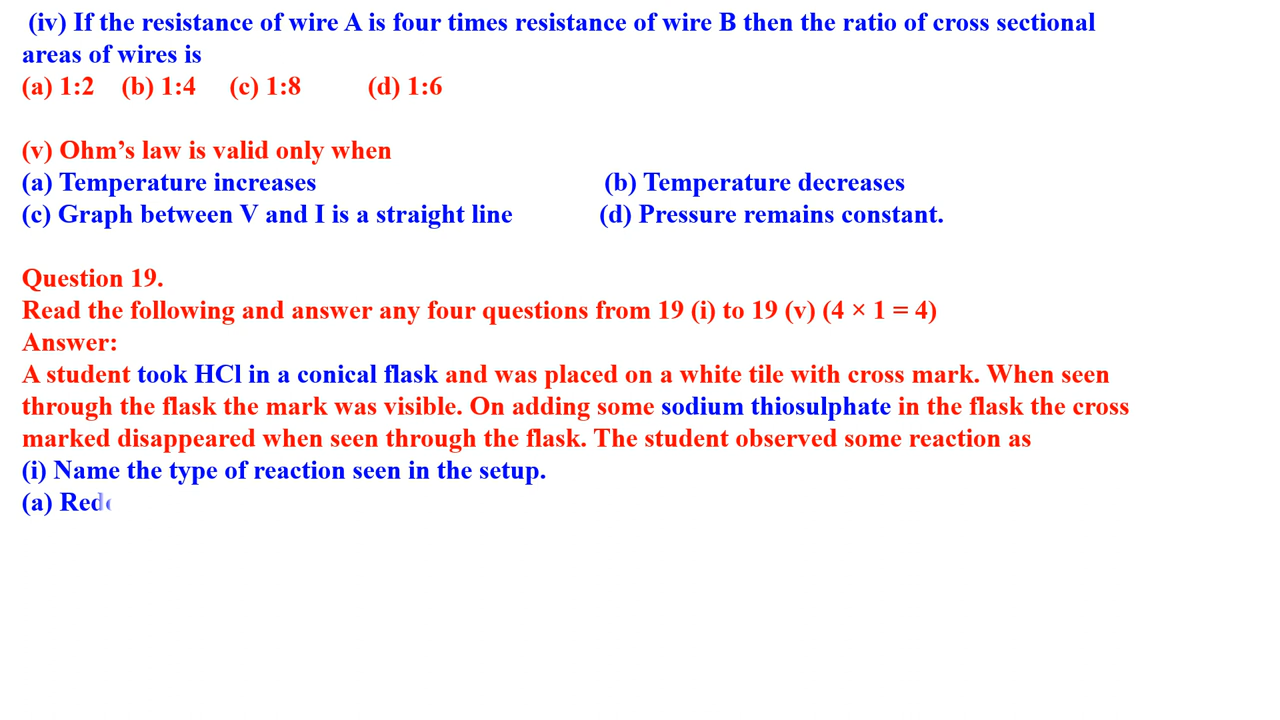 (iv) If the resistance of wire A is four times resistance of wire B then the ratio of cross sectional
areas of wires is
(a) 1:2 (b) 1:4 (c) 1:8 (d) 1:6
(v) Ohm’s law is valid only when
(a) Temperature increases (b) Temperature decreases
(c) Graph between V and I is a straight line (d) Pressure remains constant.
Question 19.
Read the following and answer any four questions from 19 (i) to 19 (v) (4 × 1 = 4)
Answer:
A student took HCl in a conical flask and was placed on a white tile with cross mark. When seen
through the flask the mark was visible. On adding some sodium thiosulphate in the flask the cross
marked disappeared when seen through the flask. The student observed some reaction as
(i) Name the type of reaction seen in the setup.
(a)